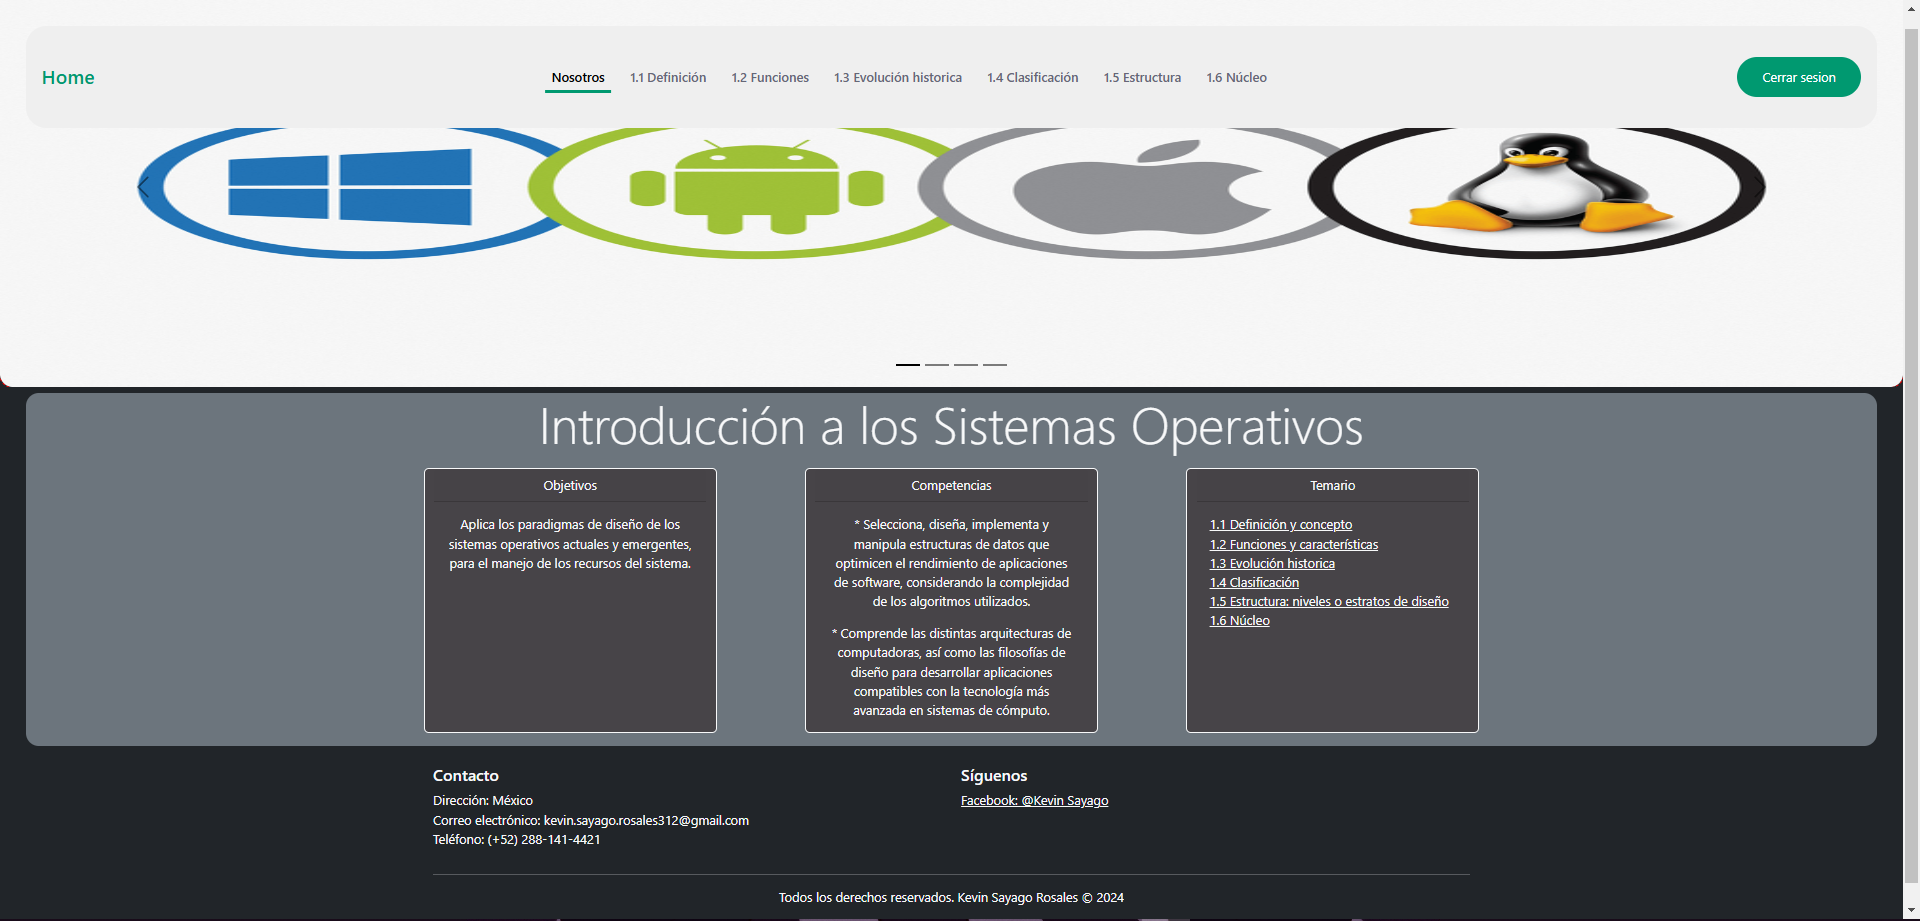 Home
Nosotros
1.1 Definición
1.2 Funciones
1.3 Evolución historica
1.4 Clasificación
1.5 Estructura
1.6 Núcleo
Cerrar sesion
Introducción a los Sistemas Operativos
Objetivos
Aplica los paradigmas de diseño de los
sistemas operativos actuales y emergentes,
para el manejo de los recursos del sistema.
Competencias
* Selecciona, diseña, implementa y
manipula estructuras de datos que
optimicen el rendimiento de aplicaciones
de software, considerando la complejidad
de los algoritmos utilizados.
* Comprende las distintas arquitecturas de
computadoras, así como las filosofías de
diseño para desarrollar aplicaciones
compatibles con la tecnología más
avanzada en sistemas de cómputo.
Temario
1.1 Definición y concepto
1.2 Funciones y características
1.3 Evolución historica
1.4 Clasificación
1.5 Estructura: niveles o estratos de diseño
1.6 Núcleo
Contacto
Dirección: México
Correo electrónico: kevin.sayago.rosales312@gmail.com
Teléfono: (+52) 288-141-4421
Síguenos
Facebook: @Kevin Sayago
Todos los derechos reservados. Kevin Sayago Rosales © 2024